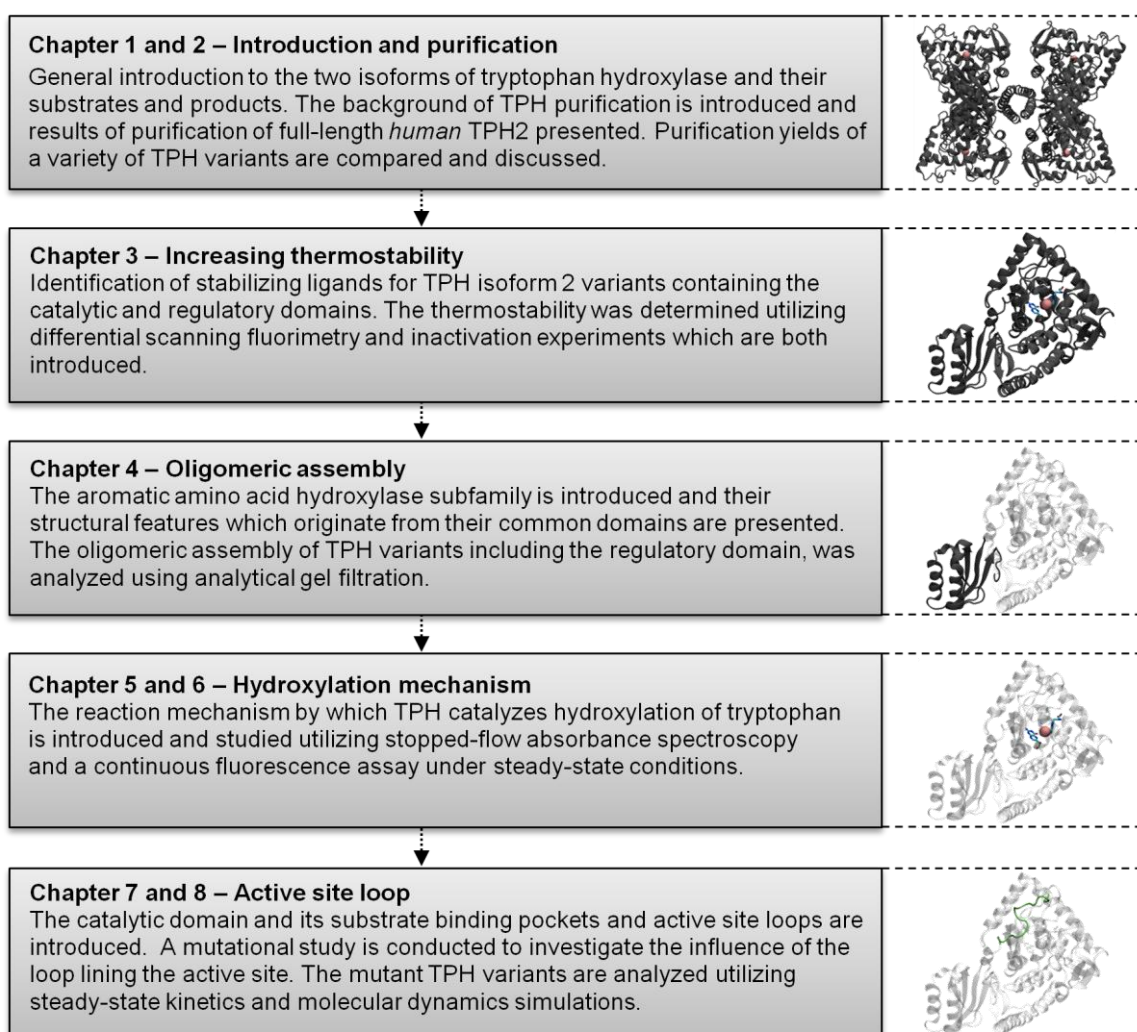 Chapter 1 and 2 – Introduction and purification
General introduction to the two isoforms of tryptophan hydroxylase and their
substrates and products. The background of TPH purification is introduced and
results of purification of full-length human TPH2 presented. Purification yields of
a variety of TPH variants are compared and discussed.
Chapter 3 – Increasing thermostability
Identification of stabilizing ligands for TPH isoform 2 variants containing the
catalytic and regulatory domains. The thermostability was determined utilizing
differential scanning fluorimetry and inactivation experiments which are both
introduced.
Chapter 4 – Oligomeric assembly
The aromatic amino acid hydroxylase subfamily is introduced and their
structural features which originate from their common domains are presented.
The oligomeric assembly of TPH variants including the regulatory domain, was
analyzed using analytical gel filtration.
Chapter 5 and 6 – Hydroxylation mechanism
The reaction mechanism by which TPH catalyzes hydroxylation of tryptophan
is introduced and studied utilizing stopped-flow absorbance spectroscopy
and a continuous fluorescence assay under steady-state conditions.
Chapter 7 and 8 – Active site loop
The catalytic domain and its substrate binding pockets and active site loops are
introduced.  A mutational study is conducted to investigate the influence of the
loop lining the active site. The mutant TPH variants are analyzed utilizing
steady-state kinetics and molecular dynamics simulations.